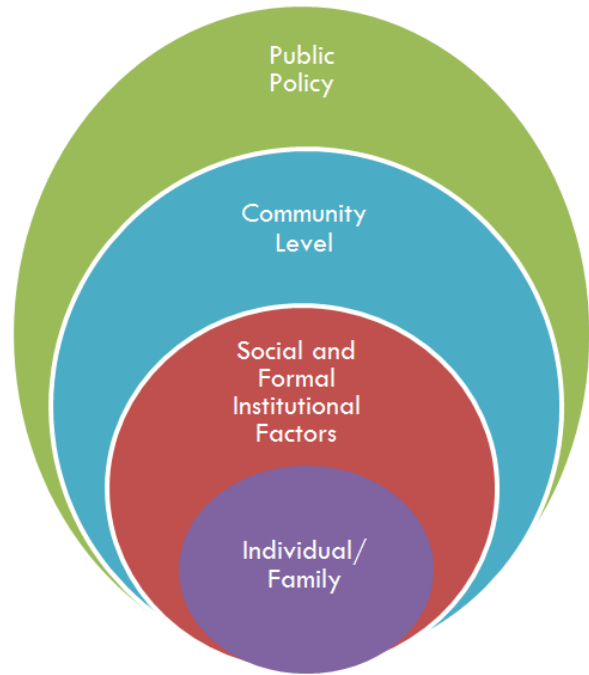 Public
Policy
Community
Level
Social and
Formal
Institutional
Factors
Individual/
Family